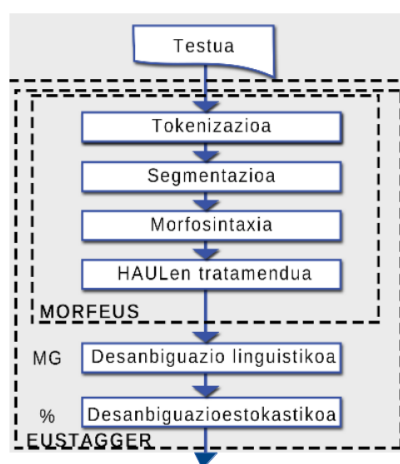 Testua
Tokenizazioa
Segmentazioa
Morfosintaxia
HAULen tratamendua
MORFEUS
MG Desanbiguazio linguistikoa
% Desanbiguazioestokastikoa
EUSTAGGER